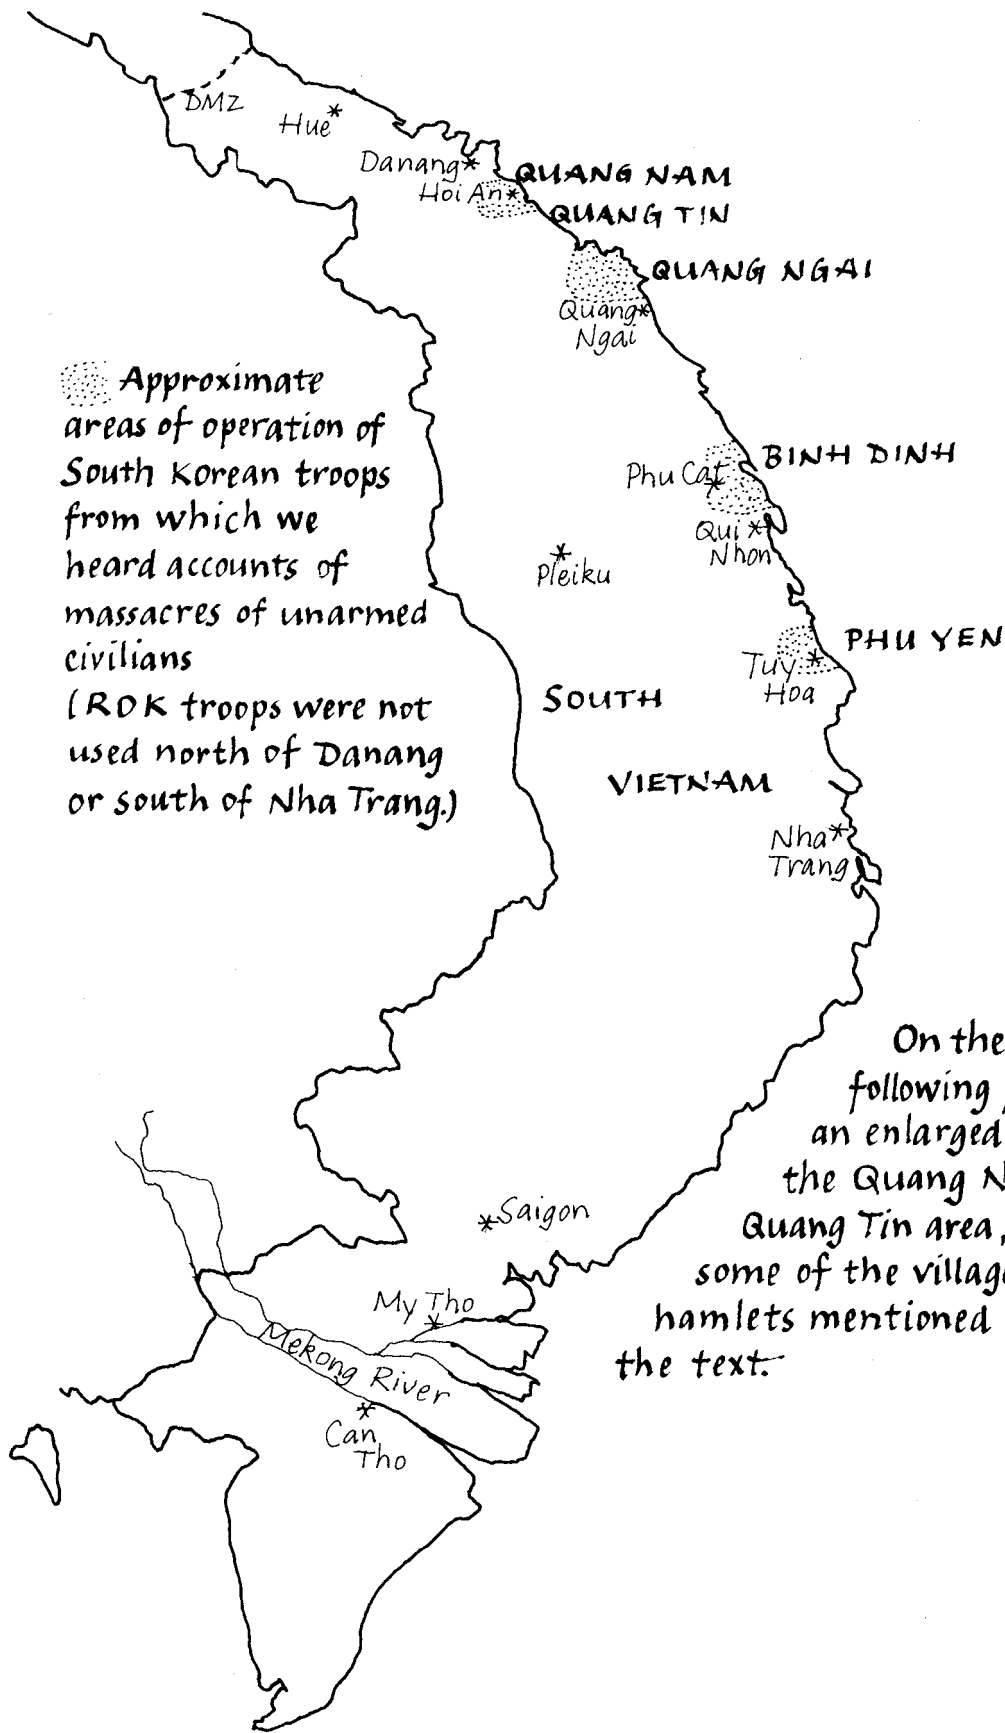 DMZ
Hue
Danang
QUANG NAM
Hoi An
QUANG TIN
QUANG NGAI
Quang
Ngai
Approximate
areas of operation of
South Korean troops
from which we
heard accounts of
massacres of unarmed
civilians
(ROK troops were not
used north of Danang
or south of Nha Trang.)
BINH DINH
Phu Cat
Qui
Nhon
Pleiku
PHU YEN
Tuy
Hoa
SOUTH
VIETNAM
Nha
Trang
On the
following
an enlarged
the Quang
Quang Tin area,
some of the
hamlets mentioned
the text.
Saigon
My Tho
Mekong River
Can
Tho